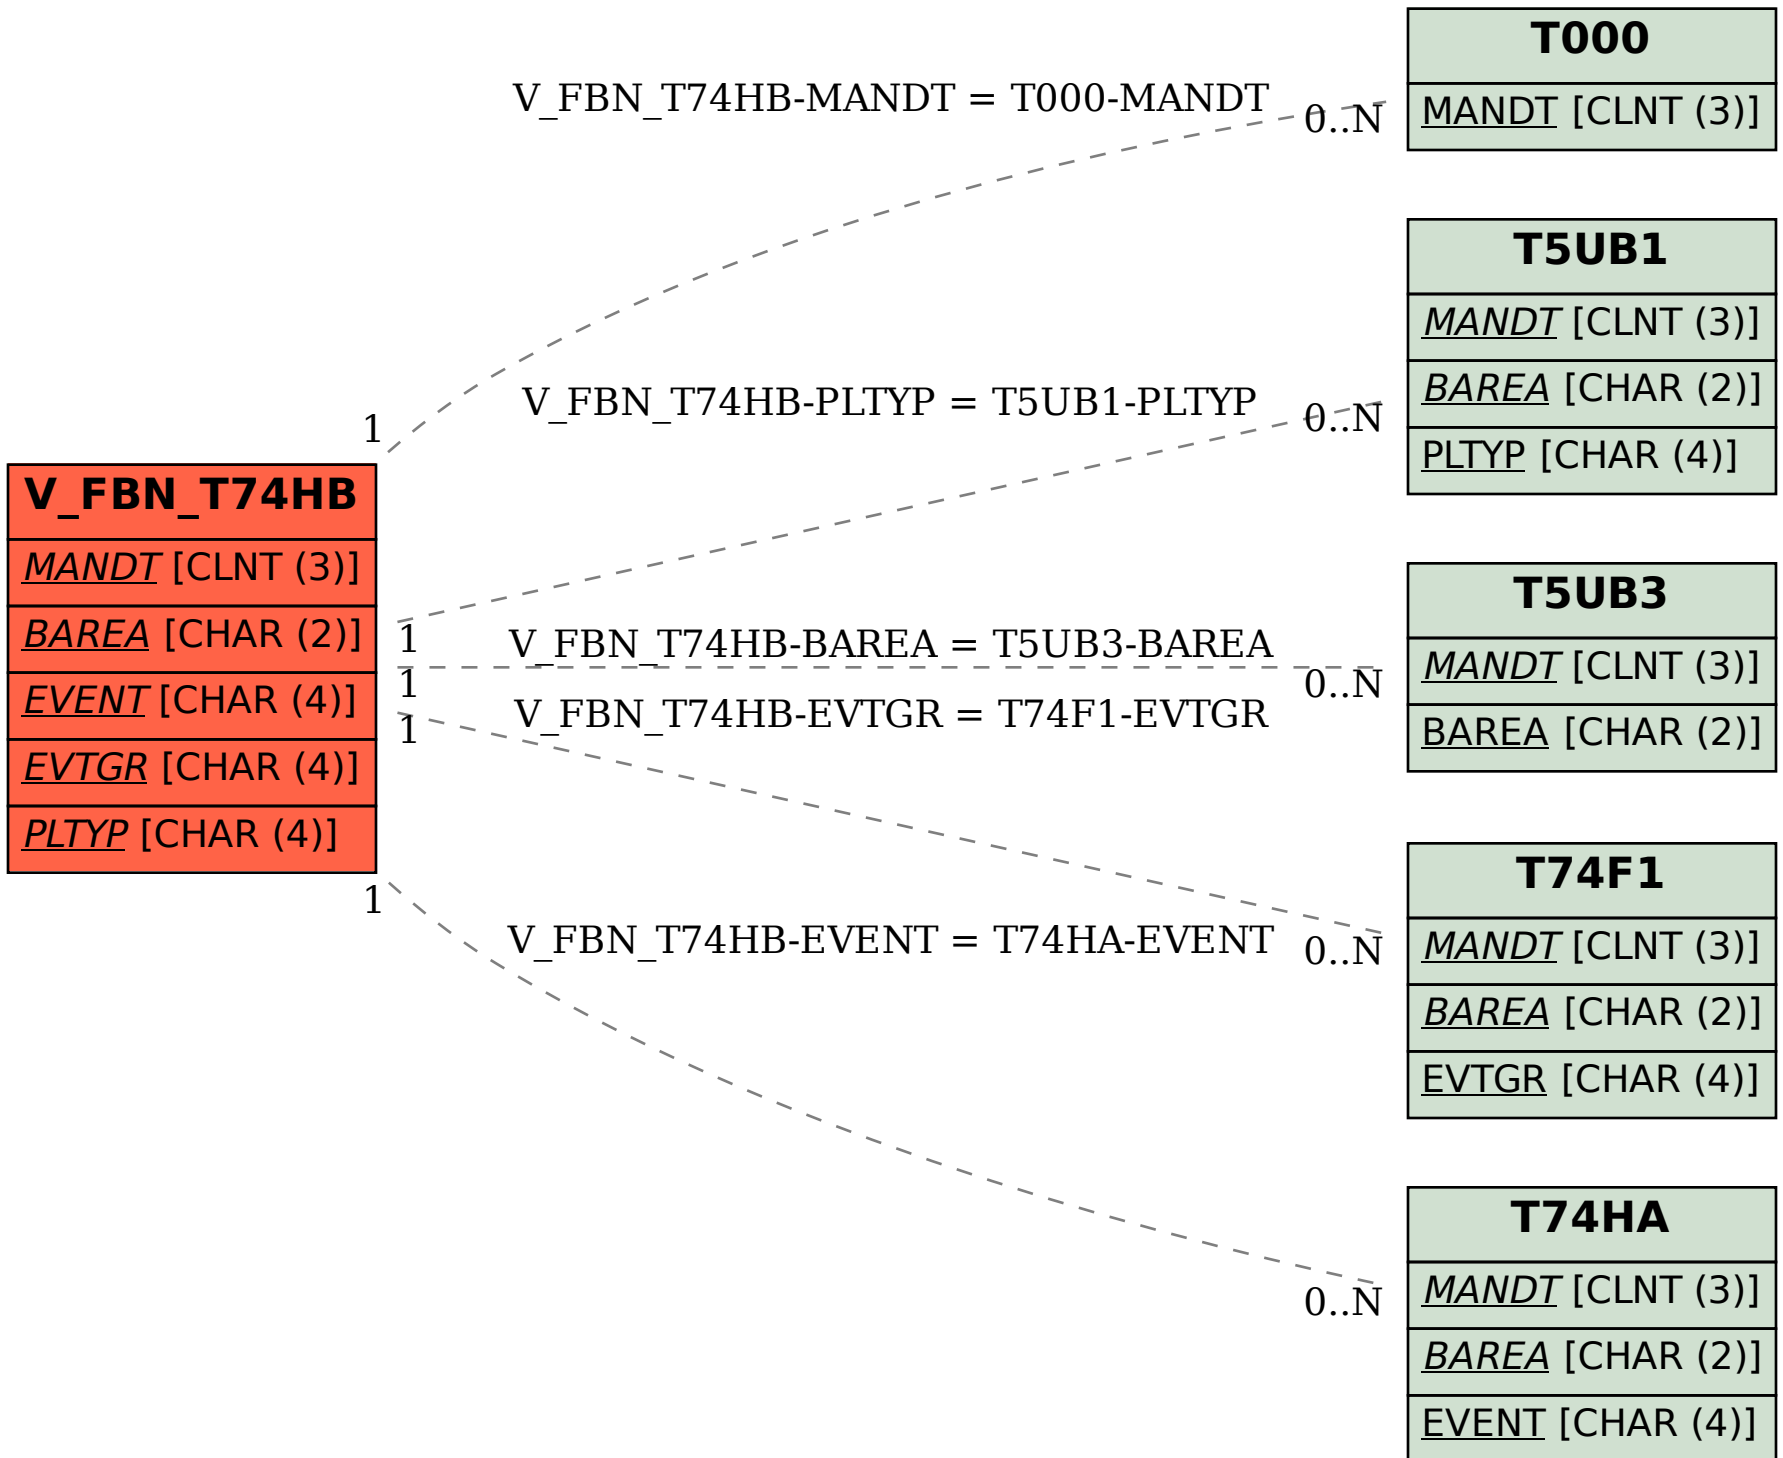 V_FBN_T74HB
MANDT [CLNT (3)]
BAREA [CHAR (2)]
EVENT [CHAR (4)]
EVTGR [CHAR (4)]
PLTYP [CHAR (4)]
V_FBN_T74HB-MANDT = T000-MANDT
1
0..N
V_FBN_T74HB-PLTYP = T5UB1-PLTYP
1
0..N
V_FBN_T74HB-BAREA = T5UB3-BAREA
1
0..N
V_FBN_T74HB-EVTGR = T74F1-EVTGR
1
0..N
V_FBN_T74HB-EVENT = T74HA-EVENT
1
0..N
T000
MANDT [CLNT (3)]
T5UB1
MANDT [CLNT (3)]
BAREA [CHAR (2)]
PLTYP [CHAR (4)]
T5UB3
MANDT [CLNT (3)]
BAREA [CHAR (2)]
T74F1
MANDT [CLNT (3)]
BAREA [CHAR (2)]
EVTGR [CHAR (4)]
T74HA
MANDT [CLNT (3)]
BAREA [CHAR (2)]
EVENT [CHAR (4)]